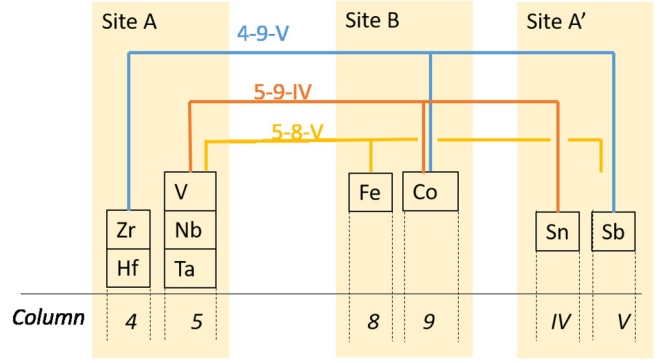 Site A Site B Site A’
4-9-V
5-9-IV
5-8-V
V Fe Co
Zr Nb Sn Sb
Hf Ta
Column 4 5 8 9 IV V